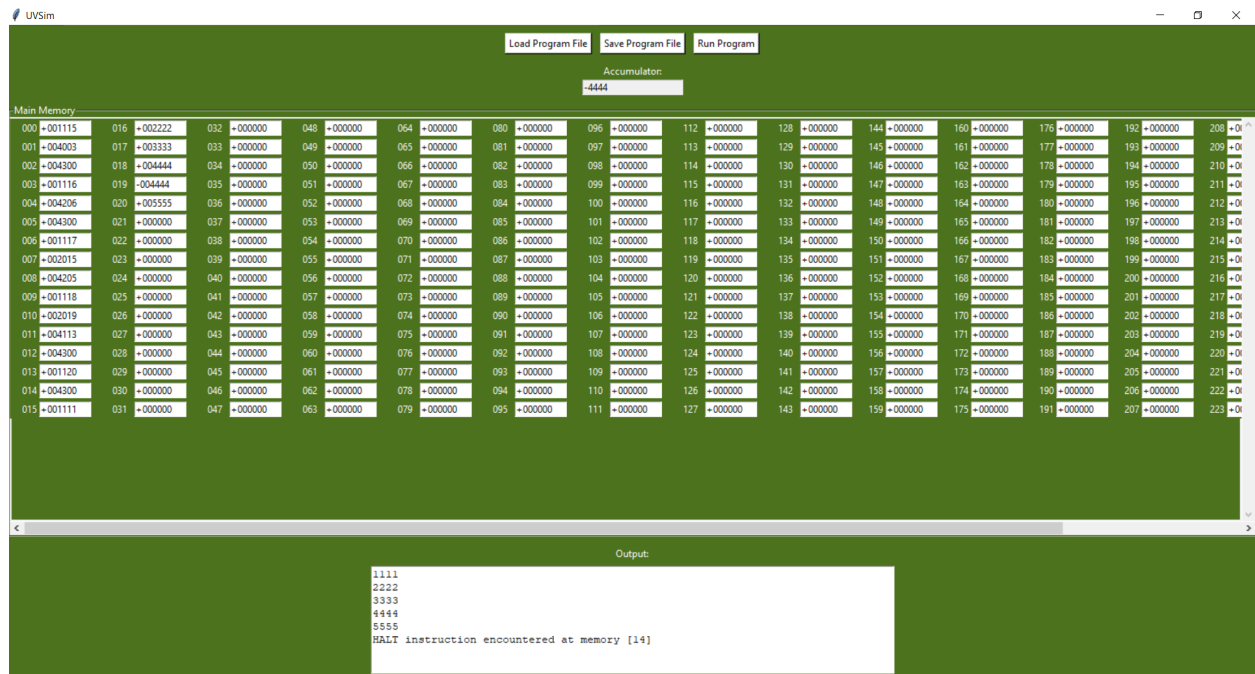 UVSim
Load Program File Save Program File Run Program
Accumulator:
-4444
Main Memory
000 +001115 016 +002222 032 +000000 048 +000000 064 +000000 080 +000000 096 +000000 112 +000000 128 +000000 144 +000000 160 +000000 176 +000000 192 +000000 208
001 +004003 017 +003333 033 +000000 049 +000000 065 +000000 081 +000000 097 +000000 113 +000000 129 +000000 145 +000000 161 +000000 177 +000000 193 +000000 209
002 +004300 018 +004444 034 +000000 050 +000000 066 +000000 082 +000000 098 +000000 114 +000000 130 +000000 146 +000000 162 +000000 178 +000000 194 +000000 210
003 +001116 019 -004444 035 +000000 051 +000000 067 +000000 083 +000000 099 +000000 115 +000000 131 +000000 147 +000000 163 +000000 179 +000000 195 +000000 211
004 +004206 020 +005555 036 +000000 052 +000000 068 +000000 084 +000000 100 +000000 116 +000000 132 +000000 148 +000000 164 +000000 180 +000000 196 +000000 212
005 +004300 021 +000000 037 +000000 053 +000000 069 +000000 085 +000000 101 +000000 117 +000000 133 +000000 149 +000000 165 +000000 181 +000000 197 +000000 213
006 +001117 022 +000000 038 +000000 054 +000000 070 +000000 086 +000000 102 +000000 118 +000000 134 +000000 150 +000000 166 +000000 182 +000000 198 +000000 214
007 +002015 023 +000000 039 +000000 055 +000000 071 +000000 087 +000000 103 +000000 119 +000000 135 +000000 151 +000000 167 +000000 183 +000000 199 +000000 215
008 +004205 024 +000000 040 +000000 056 +000000 072 +000000 088 +000000 104 +000000 120 +000000 136 +000000 152 +000000 168 +000000 184 +000000 200 +000000 216
009 +001118 025 +000000 041 +000000 057 +000000 073 +000000 089 +000000 105 +000000 121 +000000 137 +000000 153 +000000 169 +000000 185 +000000 201 +000000 217
010 +002019 026 +000000 042 +000000 058 +000000 074 +000000 090 +000000 106 +000000 122 +000000 138 +000000 154 +000000 170 +000000 186 +000000 202 +000000 218
011 +004113 027 +000000 043 +000000 059 +000000 075 +000000 091 +000000 107 +000000 123 +000000 139 +000000 155 +000000 171 +000000 187 +000000 203 +000000 219
012 +004300 028 +000000 044 +000000 060 +000000 076 +000000 092 +000000 108 +000000 124 +000000 140 +000000 156 +000000 172 +000000 188 +000000 204 +000000 220
013 +001120 029 +000000 045 +000000 061 +000000 077 +000000 093 +000000 109 +000000 125 +000000 141 +000000 157 +000000 173 +000000 189 +000000 205 +000000 221
014 +004300 030 +000000 046 +000000 062 +000000 078 +000000 094 +000000 110 +000000 126 +000000 142 +000000 158 +000000 174 +000000 190 +000000 206 +000000 222
015 +001111 031 +000000 047 +000000 063 +000000 079 +000000 095 +000000 111 +000000 127 +000000 143 +000000 159 +000000 175 +000000 191 +000000 207 +000000 223
Output:
1111
2222
3333
4444
5555
HALT instruction encountered at memory [14]